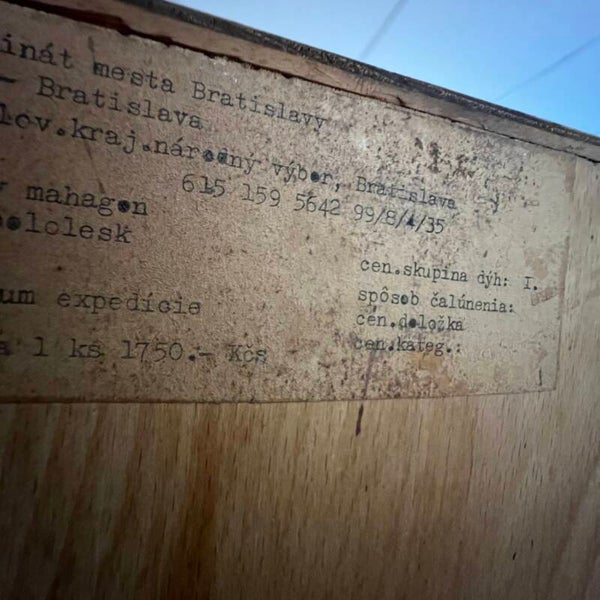 inát mesta Bratislavy
- Bratislava
lov.kraj.národný výbor, Bratislava
615 159 5642 99/8/4/35
mahagon
pololesk
cen.skupina dýh: I.
spôsob čalúnenia:
um expedície
cen.doložka
a 1 ks 1750.- Kčs
cen.kateg.: